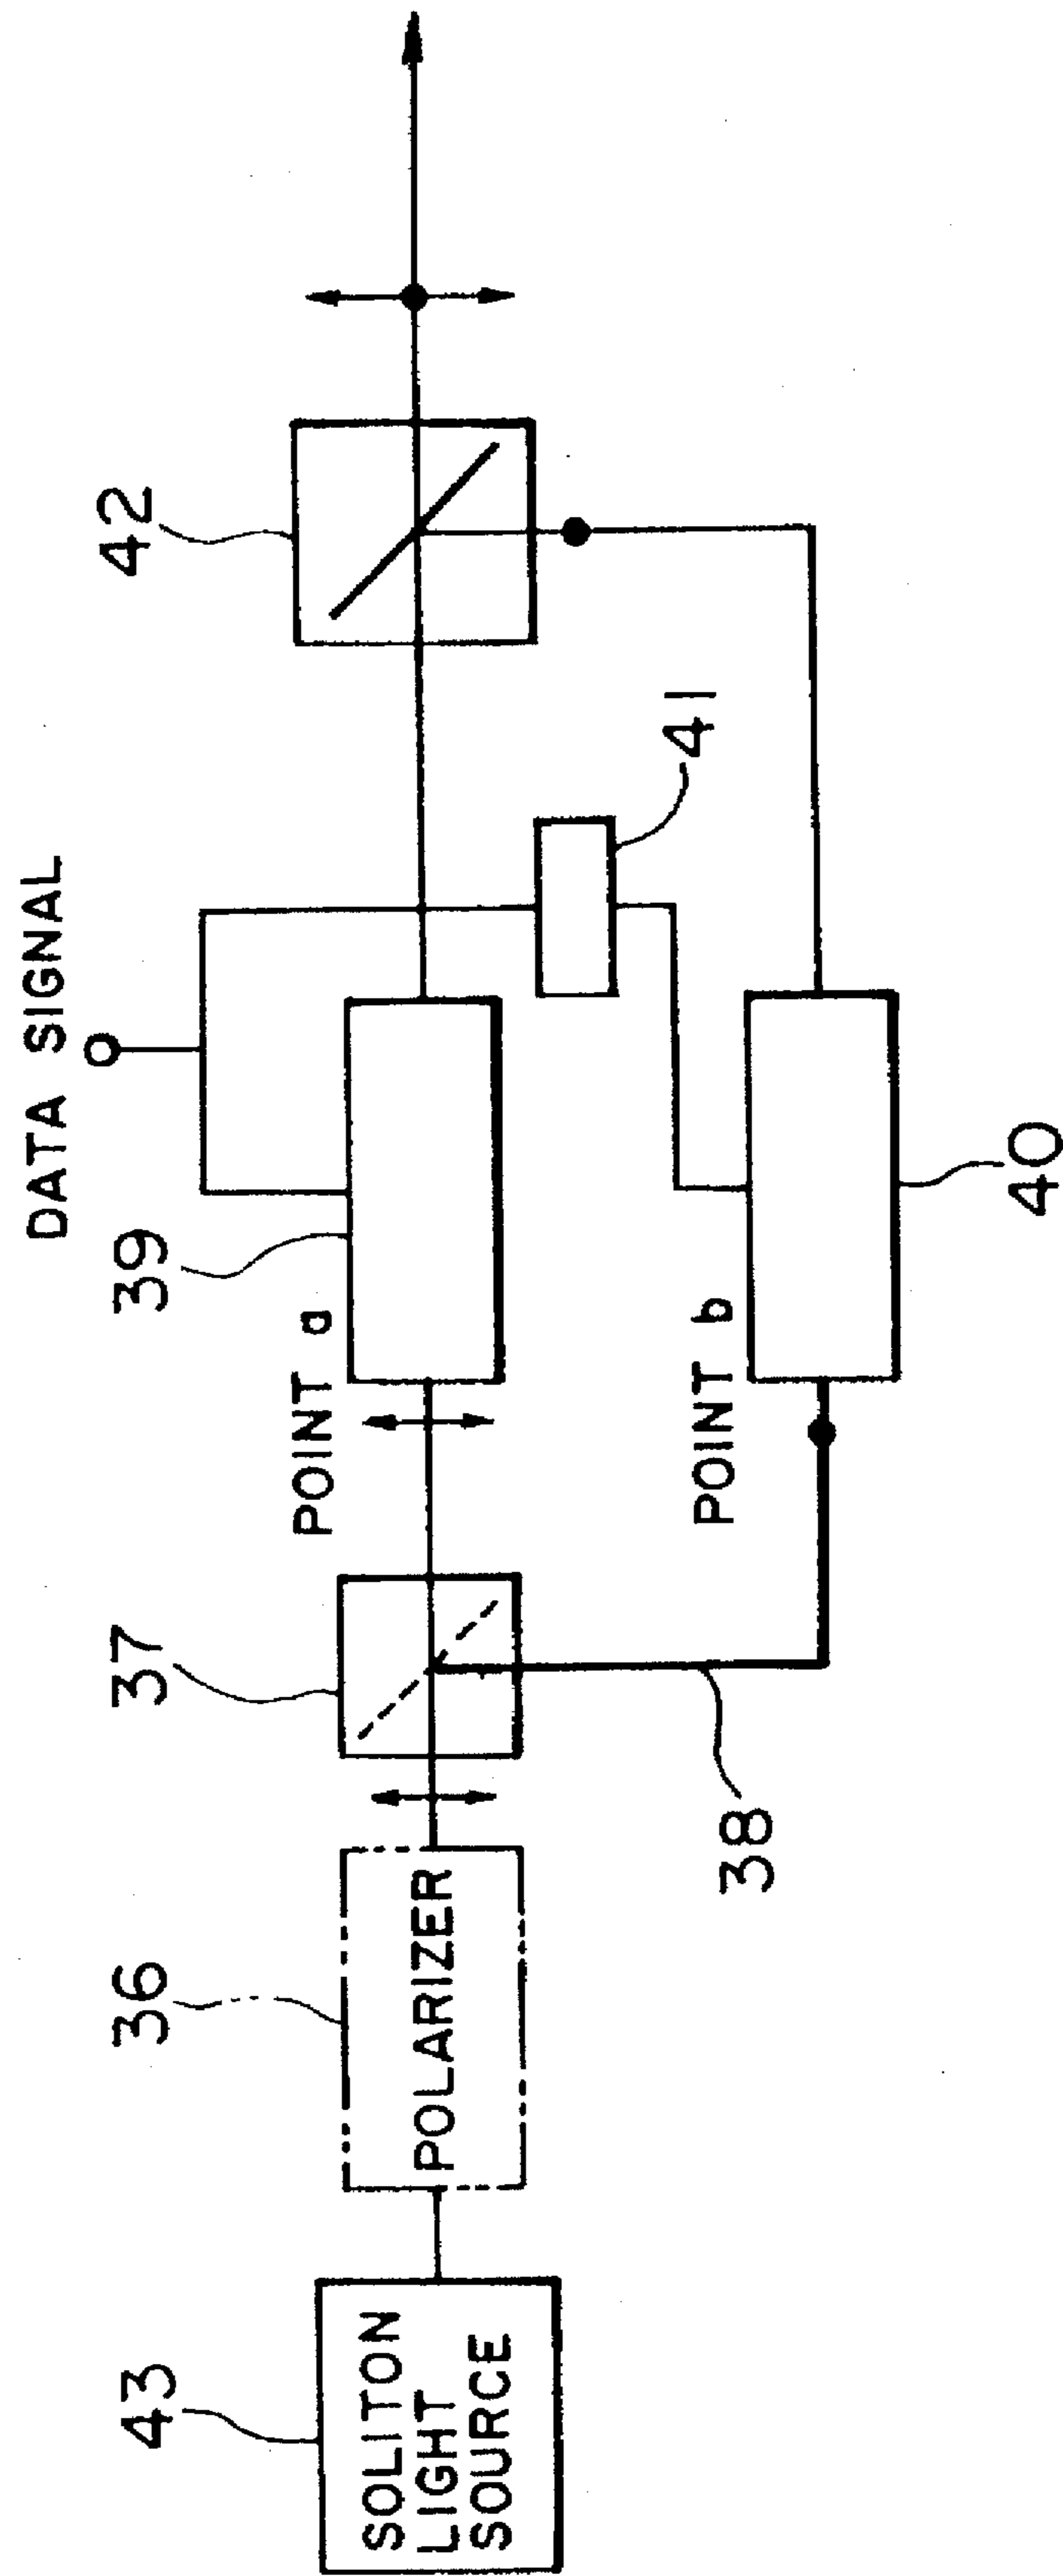 43
SOLITON
LIGHT
SOURCE
36
POLARIZER
37
38
POINT a
39
DATA SIGNAL
POINT b
40
41
42